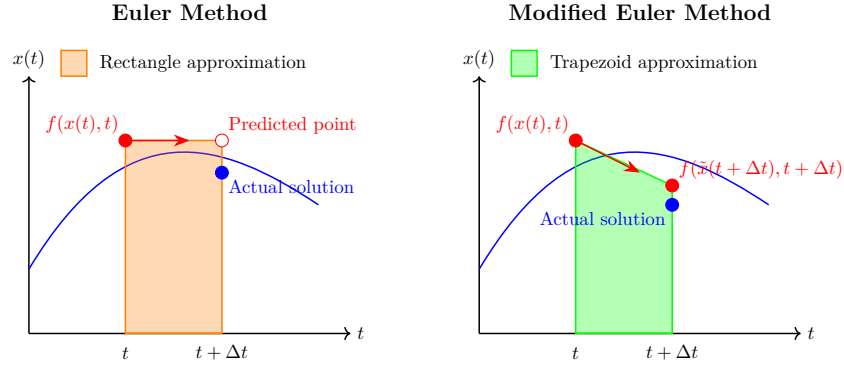 Euler Method
x(t)
Rectangle approximation
f(x(t), t)
Predicted point
Actual solution
t
t + Δt
t
Modified Euler Method
x(t)
Trapezoid approximation
f(x(t), t)
f(x̃(t + Δt), t + Δt)
Actual solution
t
t + Δt
t